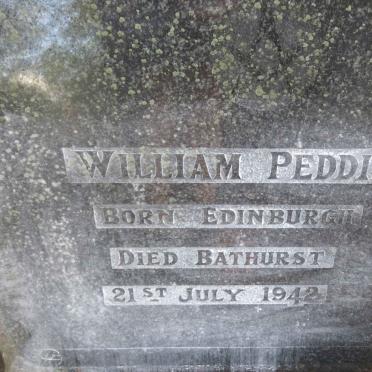 WILLIAM PEDDI
BORN EDINBURGH
DIED BATHURST
21ST JULY 1942